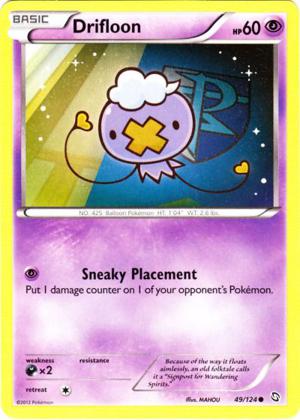 BASIC
Drifloon
HP60
NO. 425 Balloon Pokémon HT. 1'04" WT. 2.6 lbs.
Sneaky Placement
Put 1 damage counter on 1 of your opponent's Pokémon.
weakness
×2
resistance
retreat
Because of the way it floats
aimlessly, an old folktale calls
it a "Signpost for Wandering
Spirits."
©2012 Pokémon
Illus. MAHOU
49/124